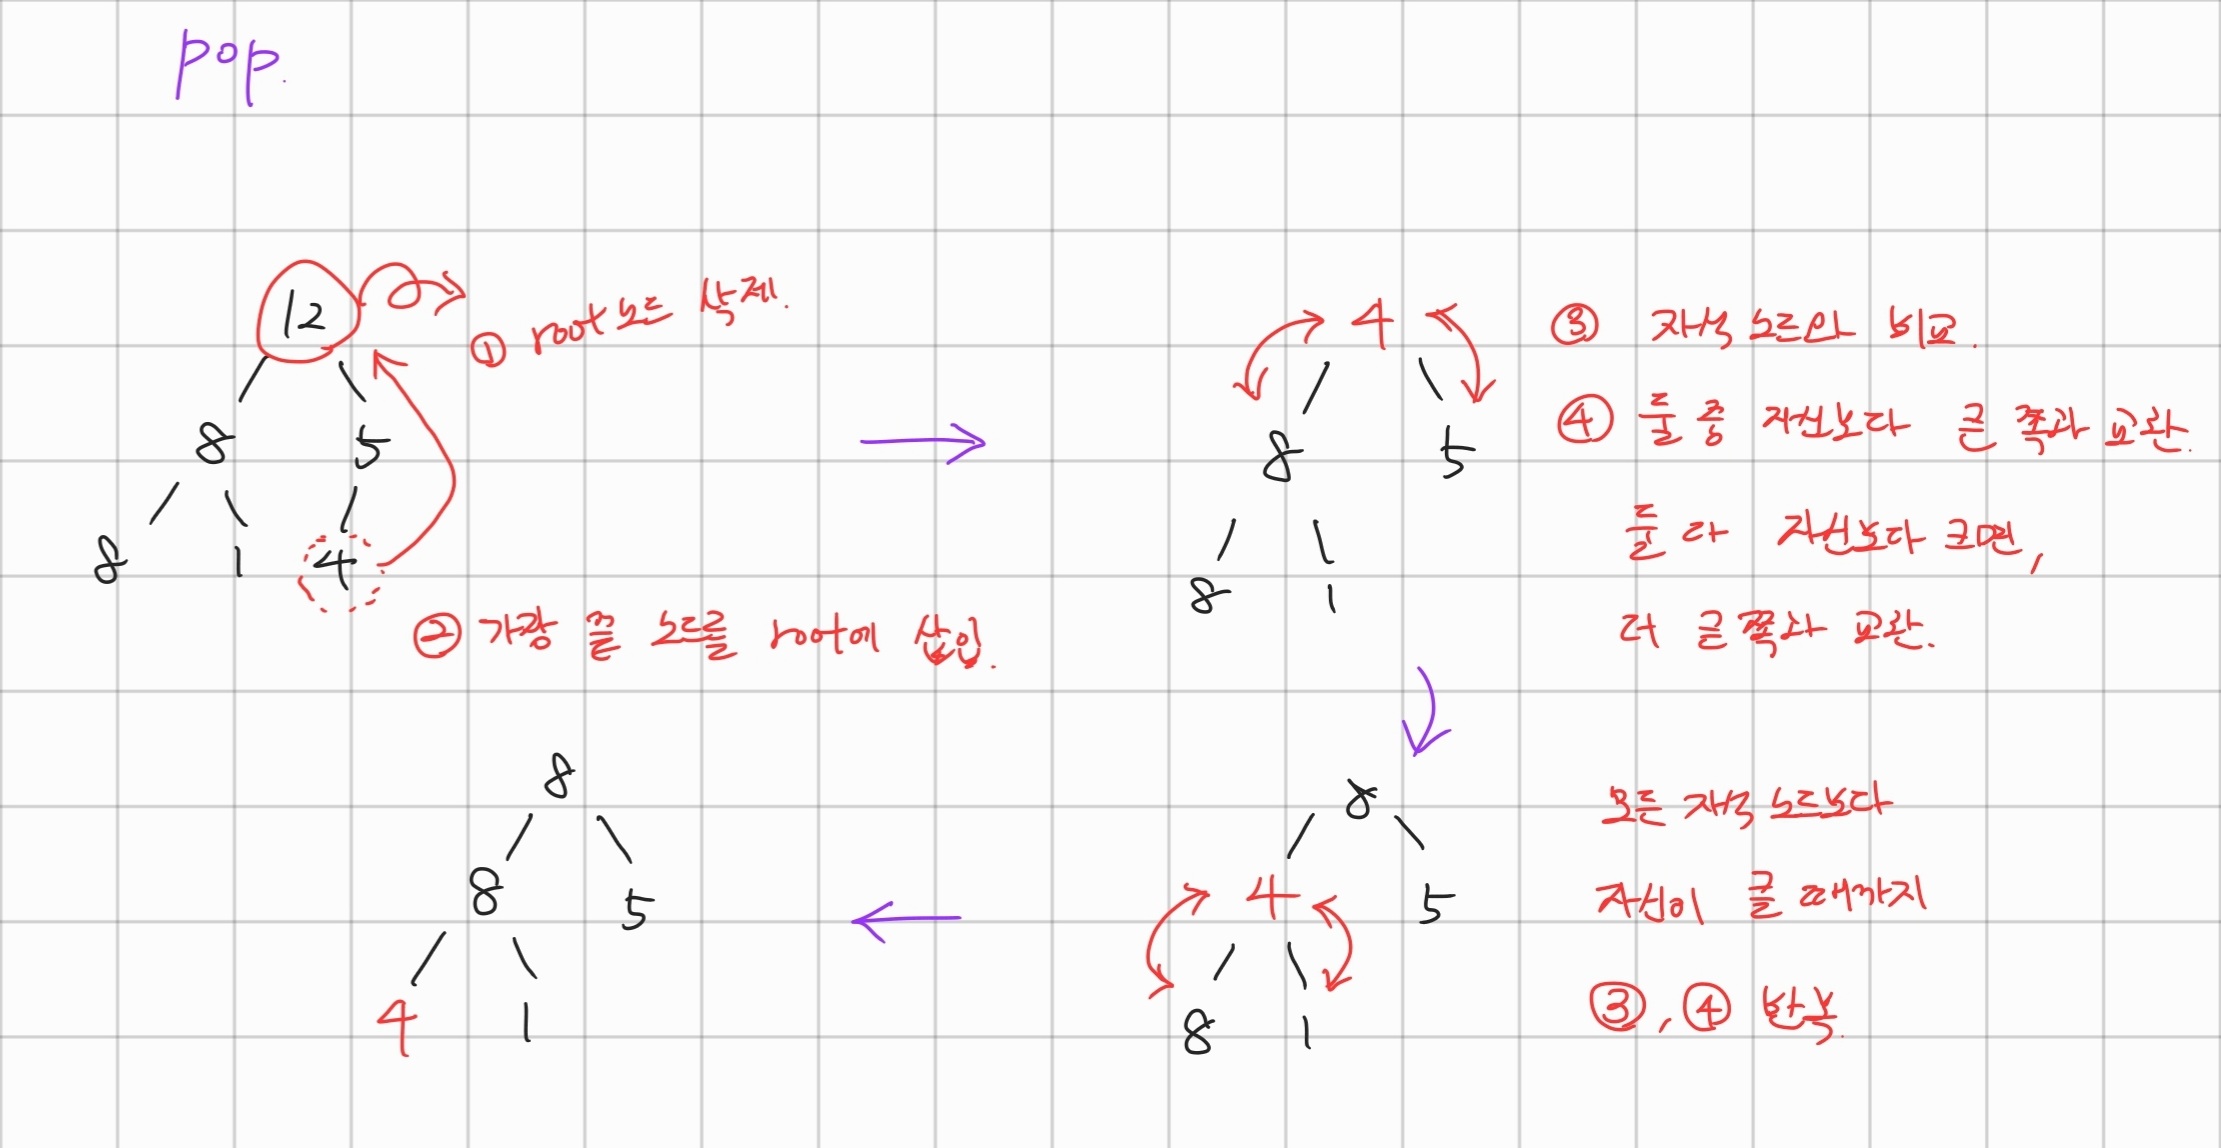 pop.
12
① root노드 삭제.
8 5
8 1 4
② 가장 끝 노드를 root에 삽입.
4
8 5
8 1
③ 자식 노드와 비교.
④ 둘 중 자신보다 큰 쪽과 교환.
둘 다 자신보다 크면,
더 큰 쪽과 교환.
8
4 5
8 1
모든 자식 노드보다
자신이 클 때까지
③, ④ 반복.
8
8 5
4 1